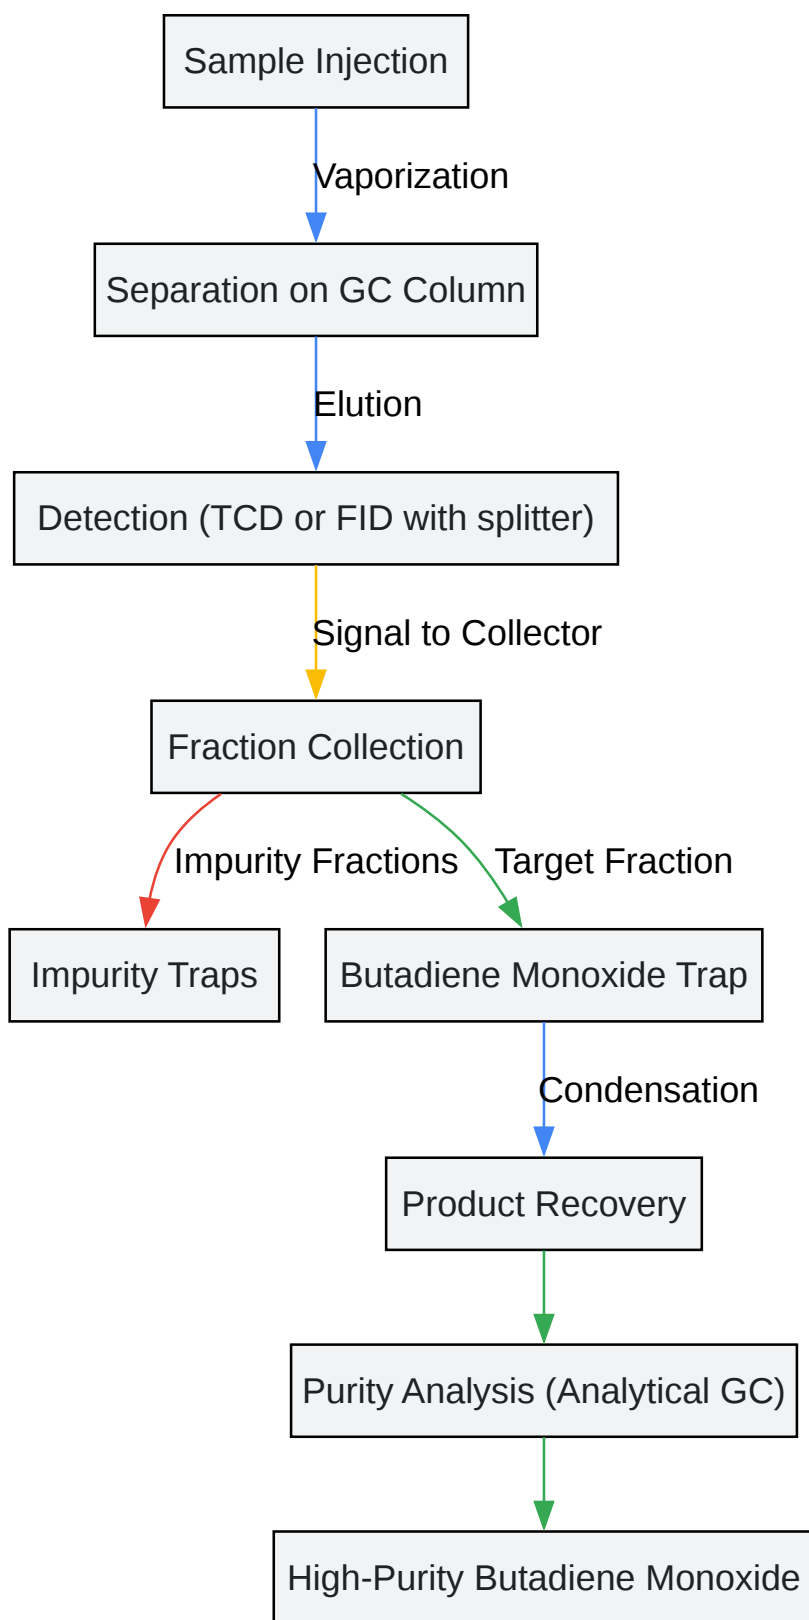 Sample Injection
Vaporization
Separation on GC Column
Elution
Detection (TCD or FID with splitter)
Signal to Collector
Fraction Collection
Impurity Fractions
Target Fraction
Impurity Traps
Butadiene Monoxide Trap
Condensation
Product Recovery
Purity Analysis (Analytical GC)
High-Purity Butadiene Monoxide